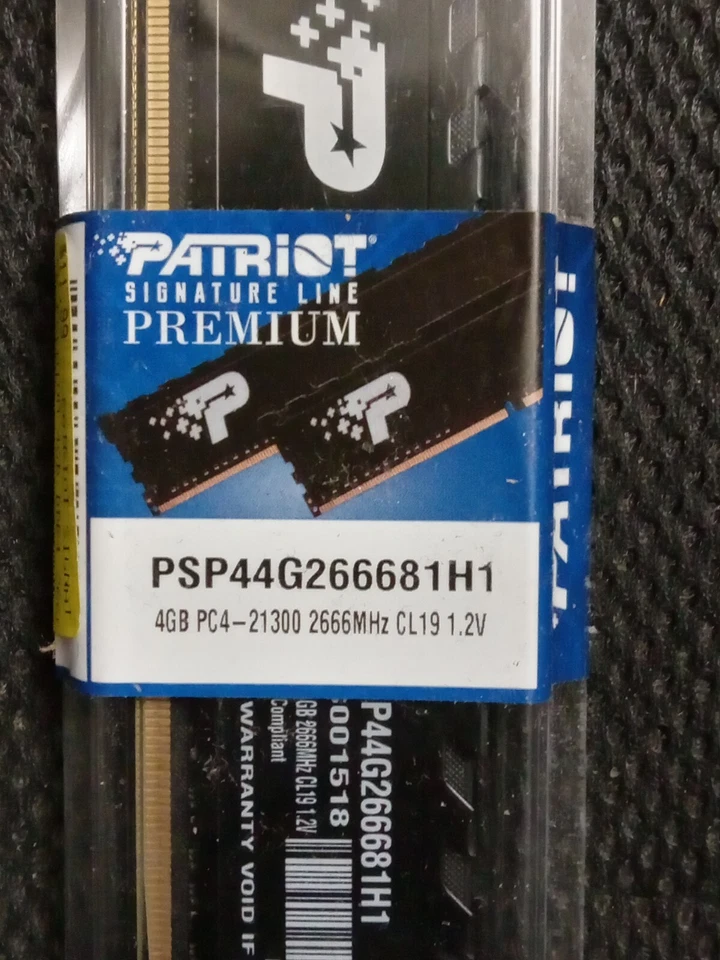 PATRIOT®
SIGNATURE LINE
PREMIUM
PSP44G266681H1
4GB PC4-21300 2666MHz CL19 1.2V
PATRIOT
P44G266681H1
001518
GB 2666MHz CL19 1.2V
Compliant
WARRANTY VOID IF